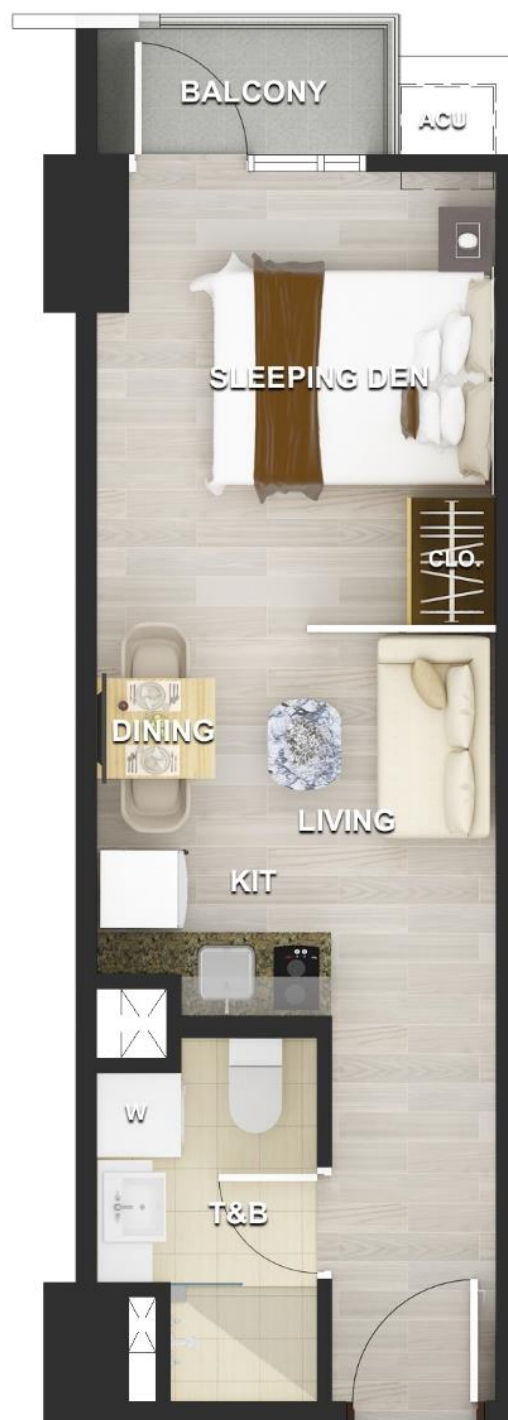 BALCONY
ACU
SLEEPING DEN
CLO.
DINING
LIVING
KIT
W
T&B